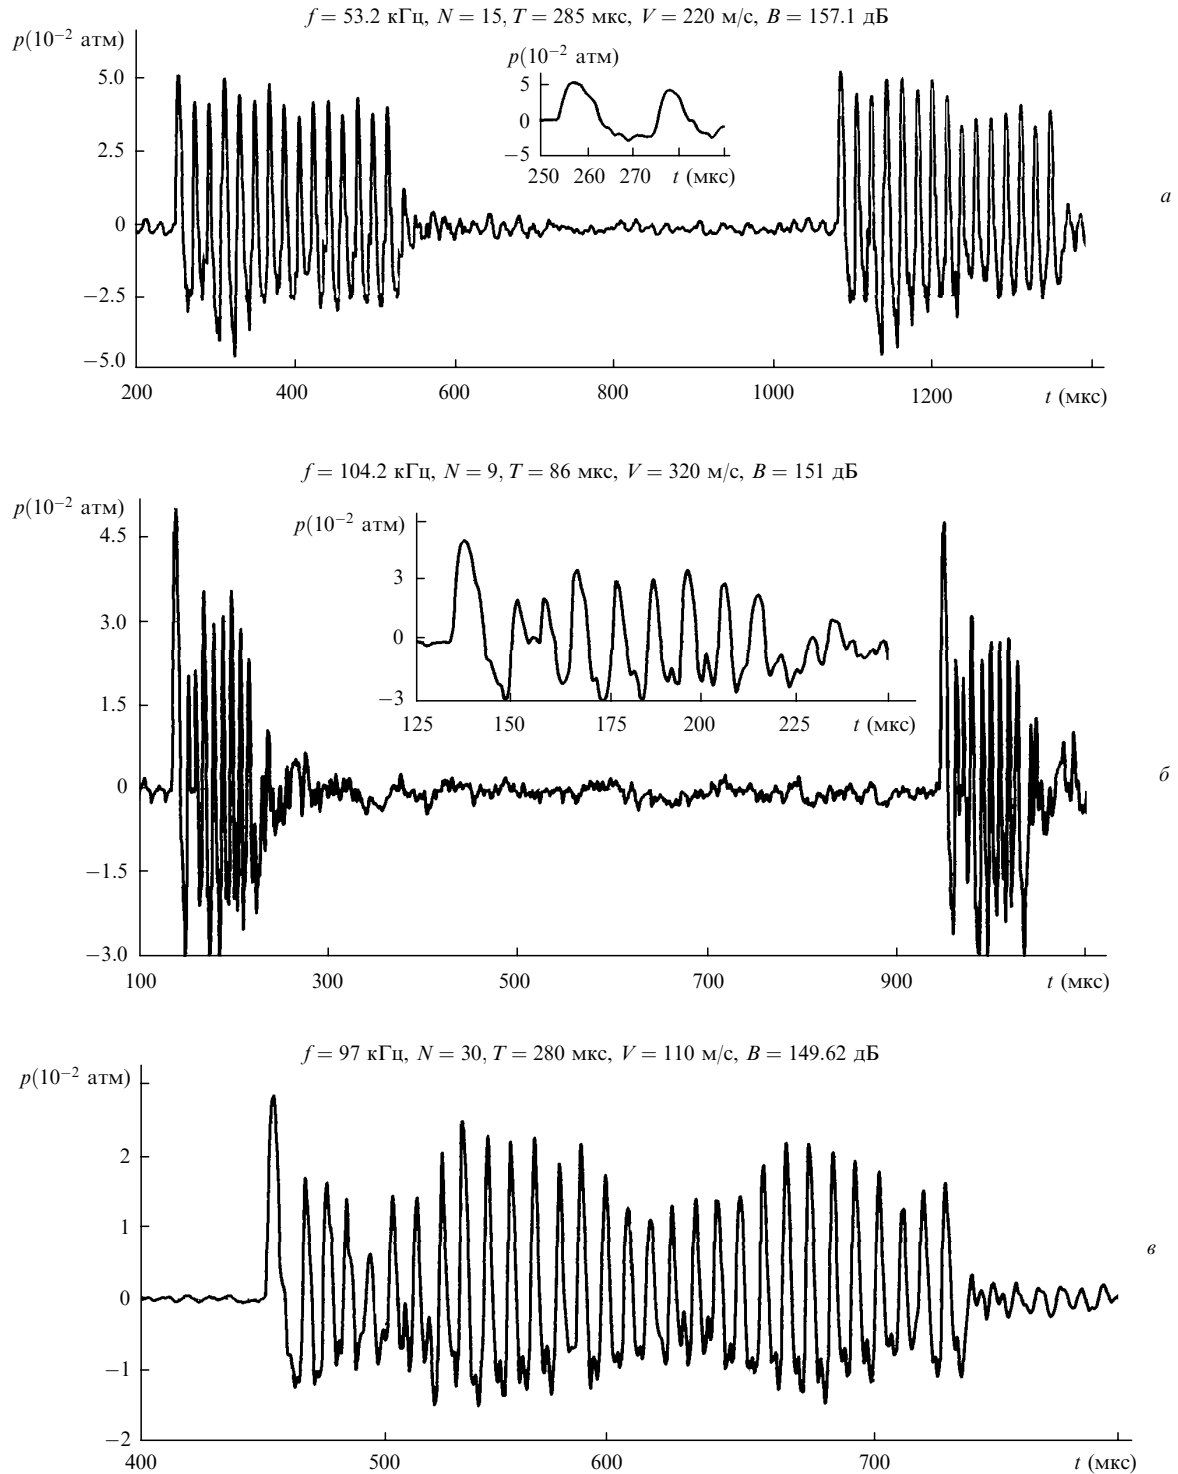 f = 53.2 кГц, N = 15, T = 285 мкс, V = 220 м/с, B = 157.1 дБ
p(10⁻² атм)
5.0
2.5
0
−2.5
−5.0
200 400 600 800 1000 1200 t (мкс)
p(10⁻² атм)
5
0
−5
250 260 270 t (мкс)
а
f = 104.2 кГц, N = 9, T = 86 мкс, V = 320 м/с, B = 151 дБ
p(10⁻² атм)
4.5
3.0
1.5
0
−1.5
−3.0
100 300 500 700 900 t (мкс)
p(10⁻² атм)
3
0
−3
125 150 175 200 225 t (мкс)
б
f = 97 кГц, N = 30, T = 280 мкс, V = 110 м/с, B = 149.62 дБ
p(10⁻² атм)
2
1
0
−1
−2
400 500 600 700 t (мкс)
в